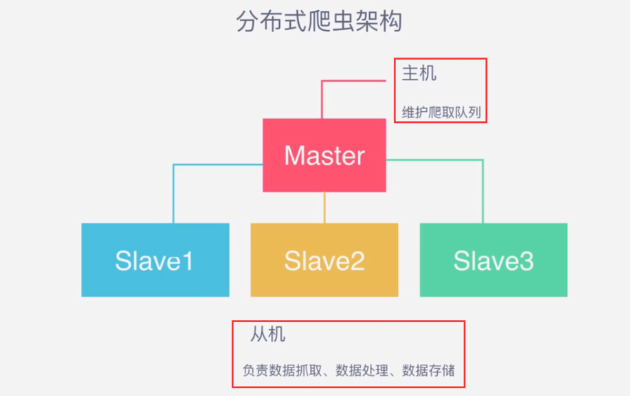 分布式爬虫架构
主机
维护爬取队列
Master
Slave1
Slave2
Slave3
从机
负责数据抓取、数据处理、数据存储